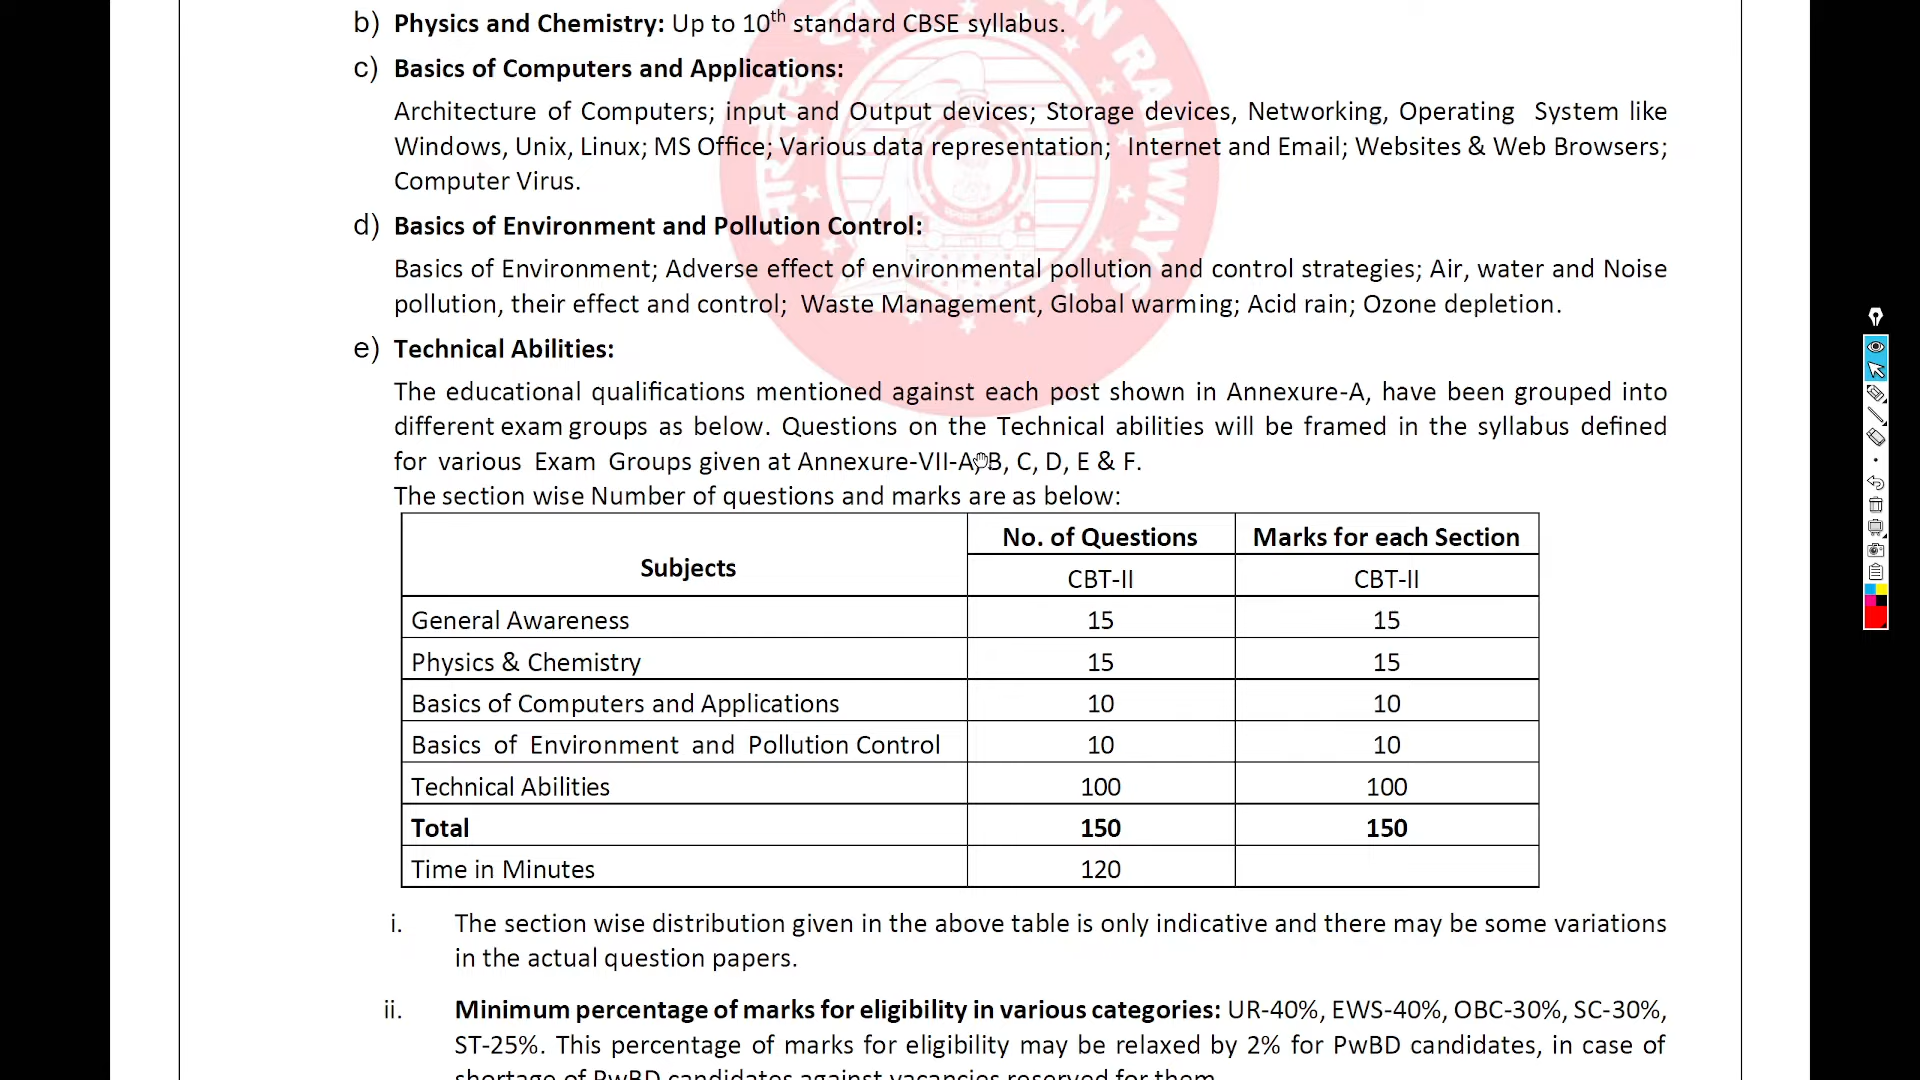 b) Physics and Chemistry: Up to 10th standard CBSE syllabus.
c) Basics of Computers and Applications:
Architecture of Computers; input and Output devices; Storage devices, Networking, Operating System like
Windows, Unix, Linux; MS Office; Various data representation; Internet and Email; Websites & Web Browsers;
Computer Virus.
d) Basics of Environment and Pollution Control:
Basics of Environment; Adverse effect of environmental pollution and control strategies; Air, water and Noise
pollution, their effect and control; Waste Management, Global warming; Acid rain; Ozone depletion.
e) Technical Abilities:
The educational qualifications mentioned against each post shown in Annexure-A, have been grouped into
different exam groups as below. Questions on the Technical abilities will be framed in the syllabus defined
for various Exam Groups given at Annexure-VII-A, B, C, D, E & F.
The section wise Number of questions and marks are as below:
Subjects No. of Questions Marks for each Section
CBT-II CBT-II
General Awareness 15 15
Physics & Chemistry 15 15
Basics of Computers and Applications 10 10
Basics of Environment and Pollution Control 10 10
Technical Abilities 100 100
Total 150 150
Time in Minutes 120
i. The section wise distribution given in the above table is only indicative and there may be some variations
in the actual question papers.
ii. Minimum percentage of marks for eligibility in various categories: UR-40%, EWS-40%, OBC-30%, SC-30%,
ST-25%. This percentage of marks for eligibility may be relaxed by 2% for PwBD candidates, in case of
shortage of PwBD candidates against vacancies reserved for them.
RAILWAYS